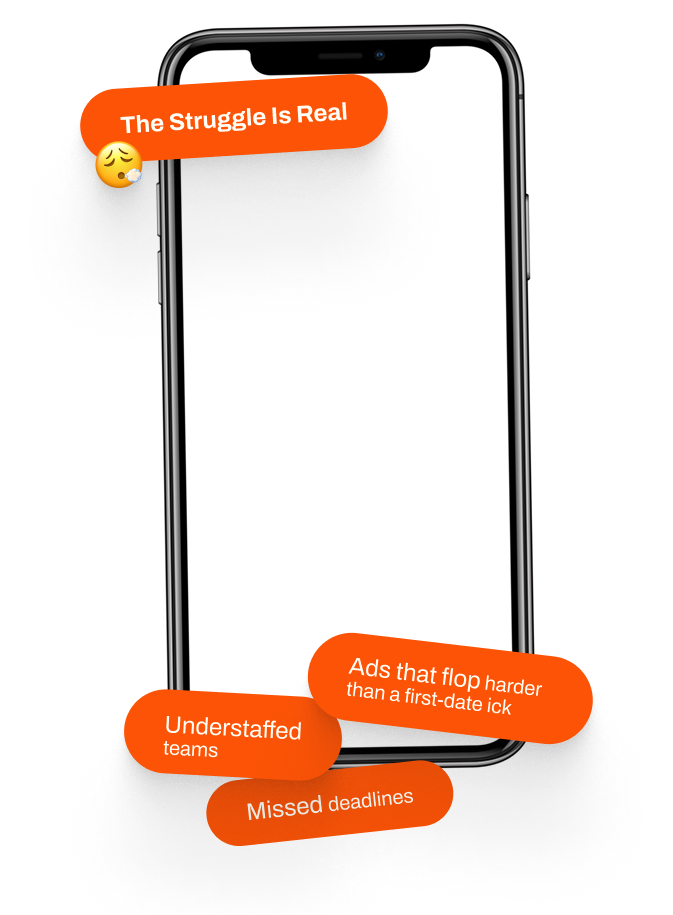 The Struggle Is Real
Ads that flop harder
than a first-date ick
Understaffed
teams
Missed deadlines